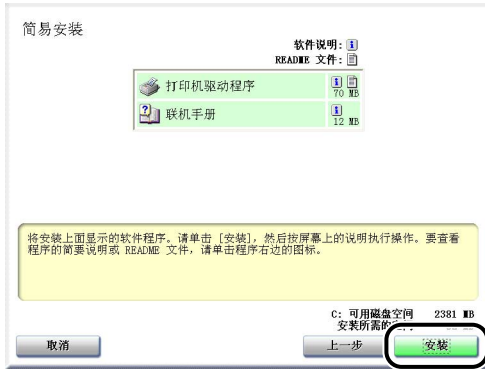 简易安装
软件说明:
README 文件:
打印机驱动程序
70 MB
联机手册
12 MB
将安装上面显示的软件程序。请单击 [安装]，然后按屏幕上的说明执行操作。要查看
程序的简要说明或 README 文件，请单击程序右边的图标。
C: 可用磁盘空间 2381 MB
安装所需的
取消
上一步
安装